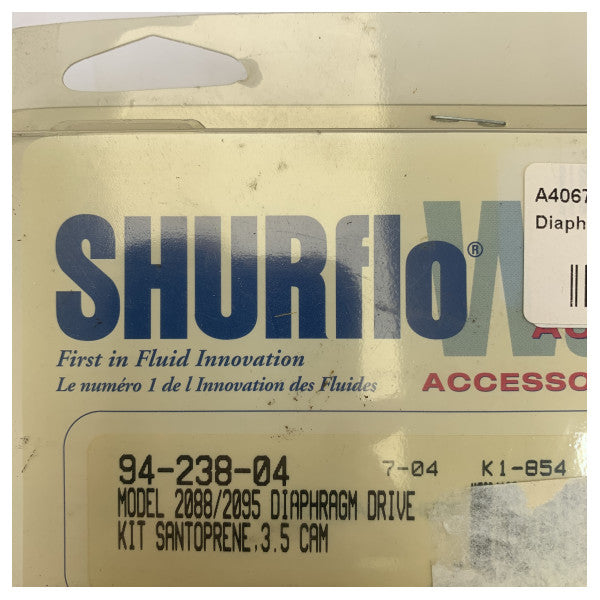 A4067
Diaph
SHURflo®
First in Fluid Innovation
Le numéro 1 de l Innovation des Fluides
ACCESSO
94-238-04 7-04 K1-854
MODEL 2088/2095 DIAPHRAGM DRIVE
KIT SANTOPRENE,3.5 CAM